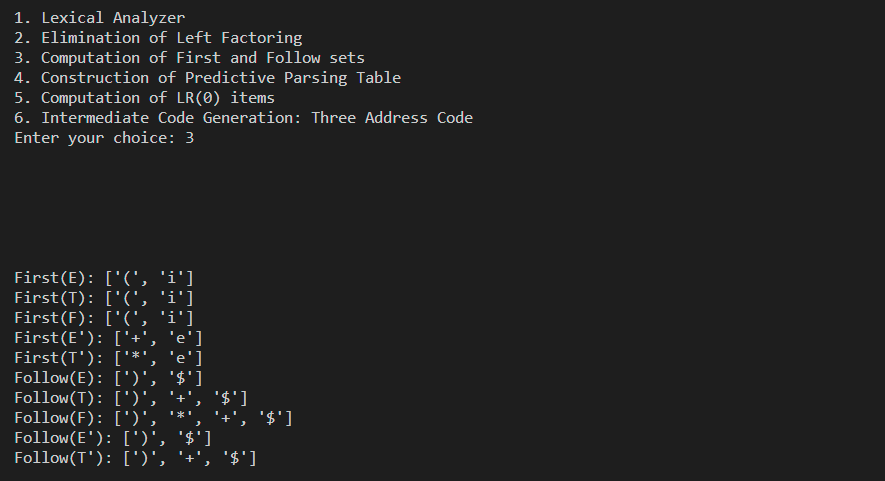 1. Lexical Analyzer
2. Elimination of Left Factoring
3. Computation of First and Follow sets
4. Construction of Predictive Parsing Table
5. Computation of LR(0) items
6. Intermediate Code Generation: Three Address Code
Enter your choice: 3
First(E): ['(', 'i']
First(T): ['(', 'i']
First(F): ['(', 'i']
First(E'): ['+', 'e']
First(T'): ['*', 'e']
Follow(E): [')', '$']
Follow(T): [')', '+', '$']
Follow(F): [')', '*', '+', '$']
Follow(E'): [')', '$']
Follow(T'): [')', '+', '$']